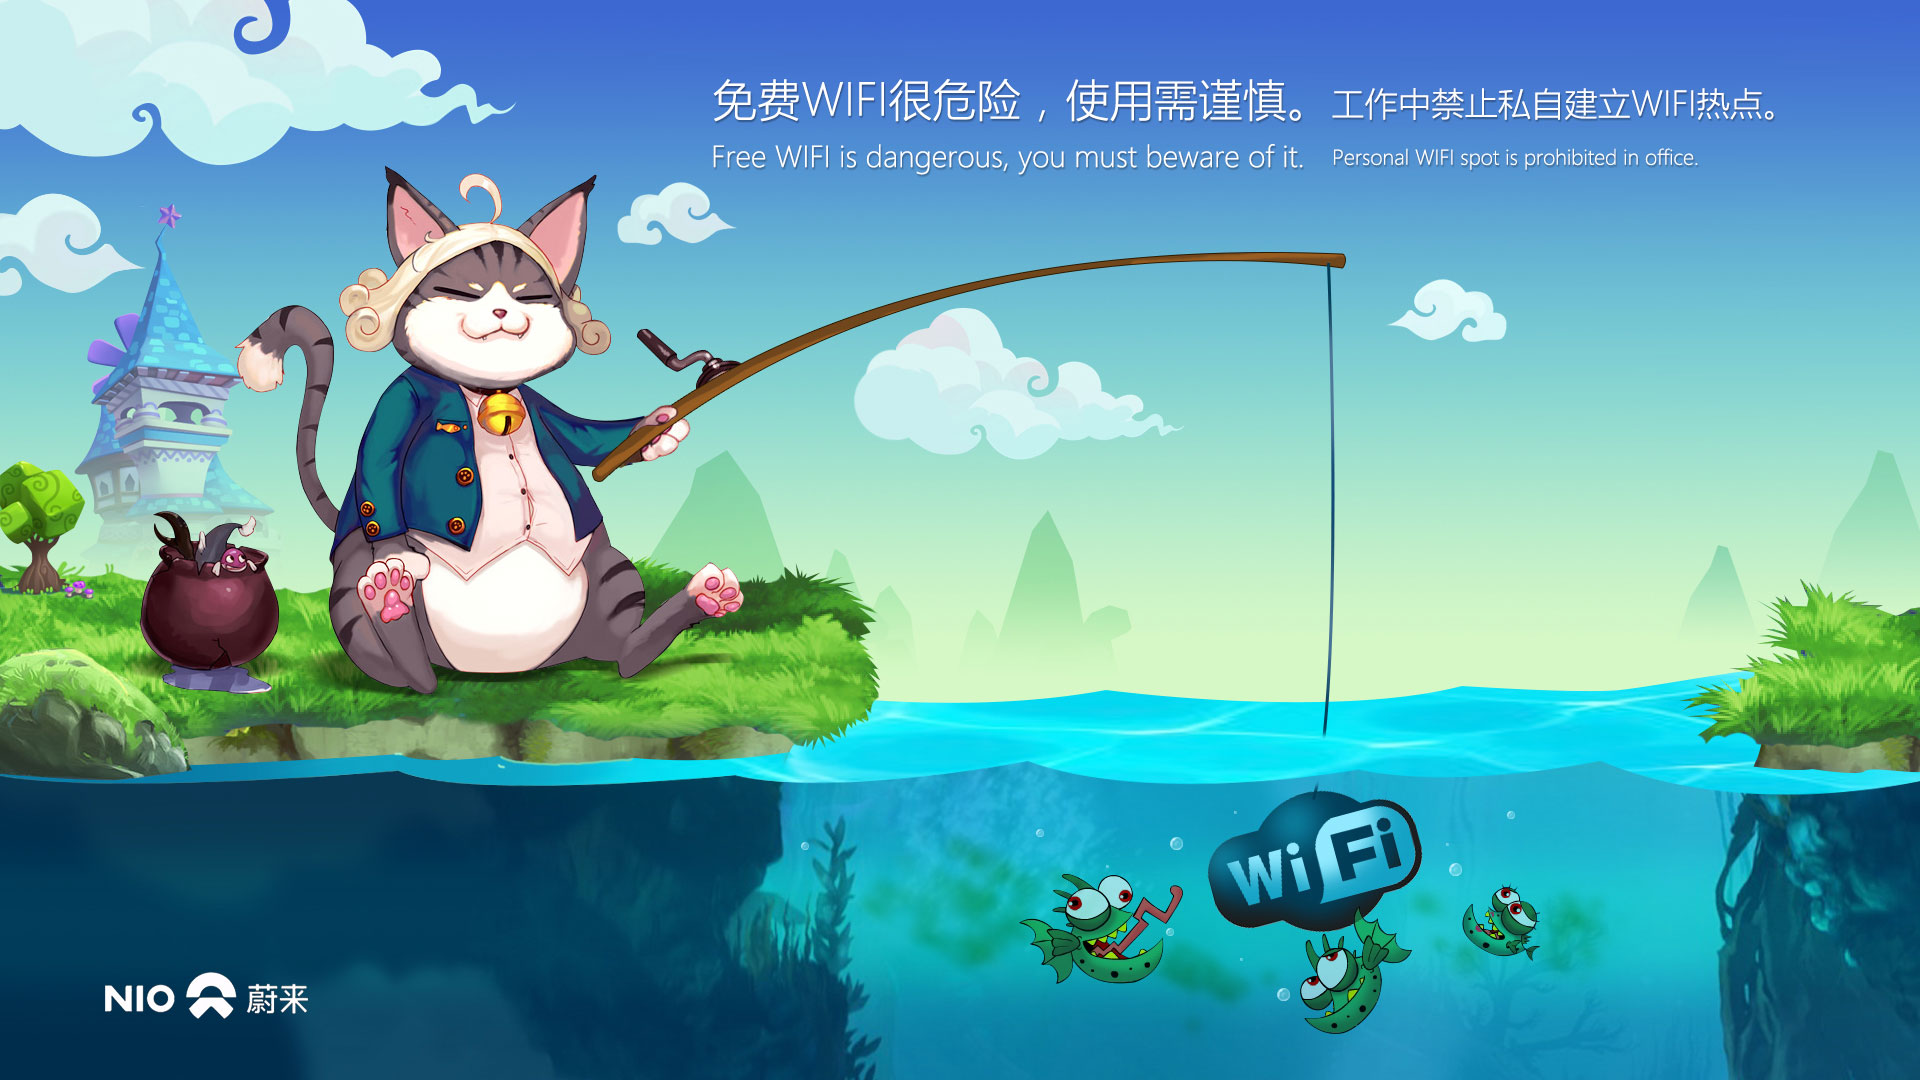 免费WIFI很危险，使用需谨慎。
Free WIFI is dangerous, you must beware of it.
工作中禁止私自建立WIFI热点。
Personal WIFI spot is prohibited in office.
WiFi
NIO 蔚来